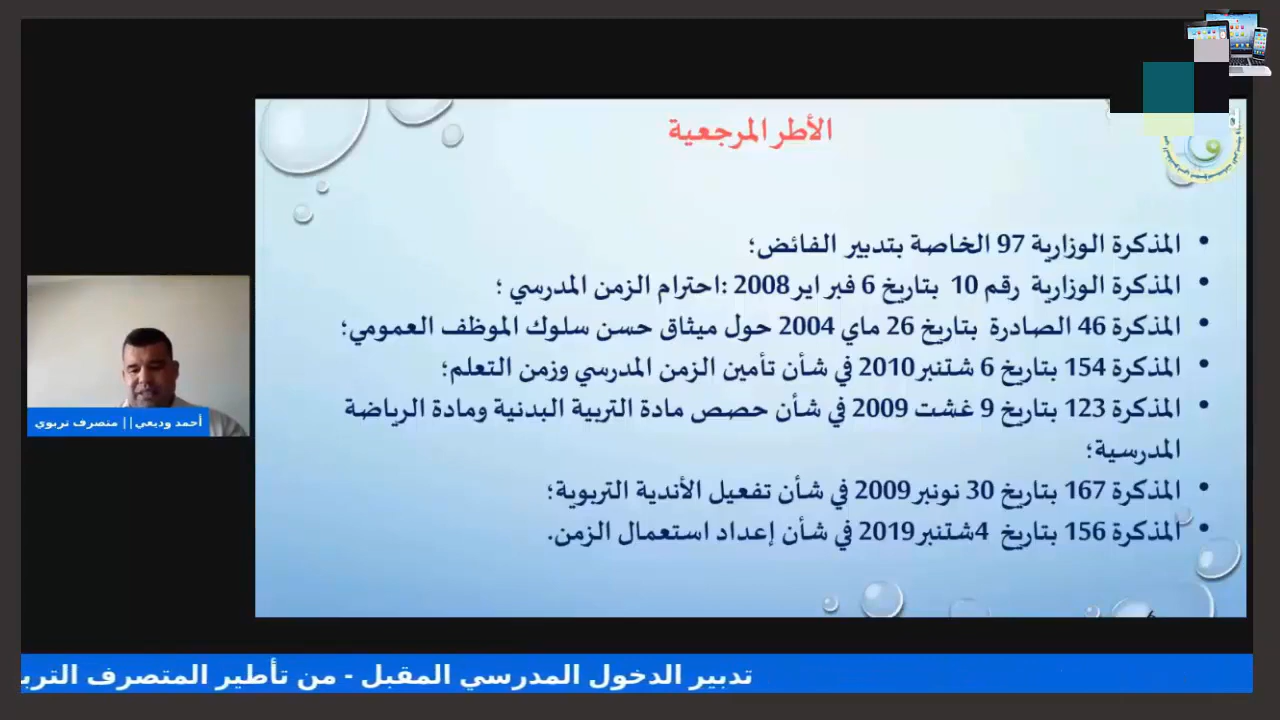 الأطر المرجعية
• المذكرة الوزارية 97 الخاصة بتدبير الفائض؛
• المذكرة الوزارية رقم 10 بتاريخ 6 فبراير 2008 :احترام الزمن المدرسي ؛
• المذكرة 46 الصادرة بتاريخ 26 ماي 2004 حول ميثاق حسن سلوك الموظف العمومي؛
• المذكرة 154 بتاريخ 6 شتنبر 2010 في شأن تأمين الزمن المدرسي وزمن التعلم؛
• المذكرة 123 بتاريخ 9 غشت 2009 في شأن حصص مادة التربية البدنية ومادة الرياضة
المدرسية؛
• المذكرة 167 بتاريخ 30 نونبر 2009 في شأن تفعيل الأندية التربوية؛
• المذكرة 156 بتاريخ 4شتنبر 2019 في شأن إعداد استعمال الزمن.
أحمد وديعي|| متصرف تربوي
تدبير الدخول المدرسي المقبل - من تأطير المتصرف التر